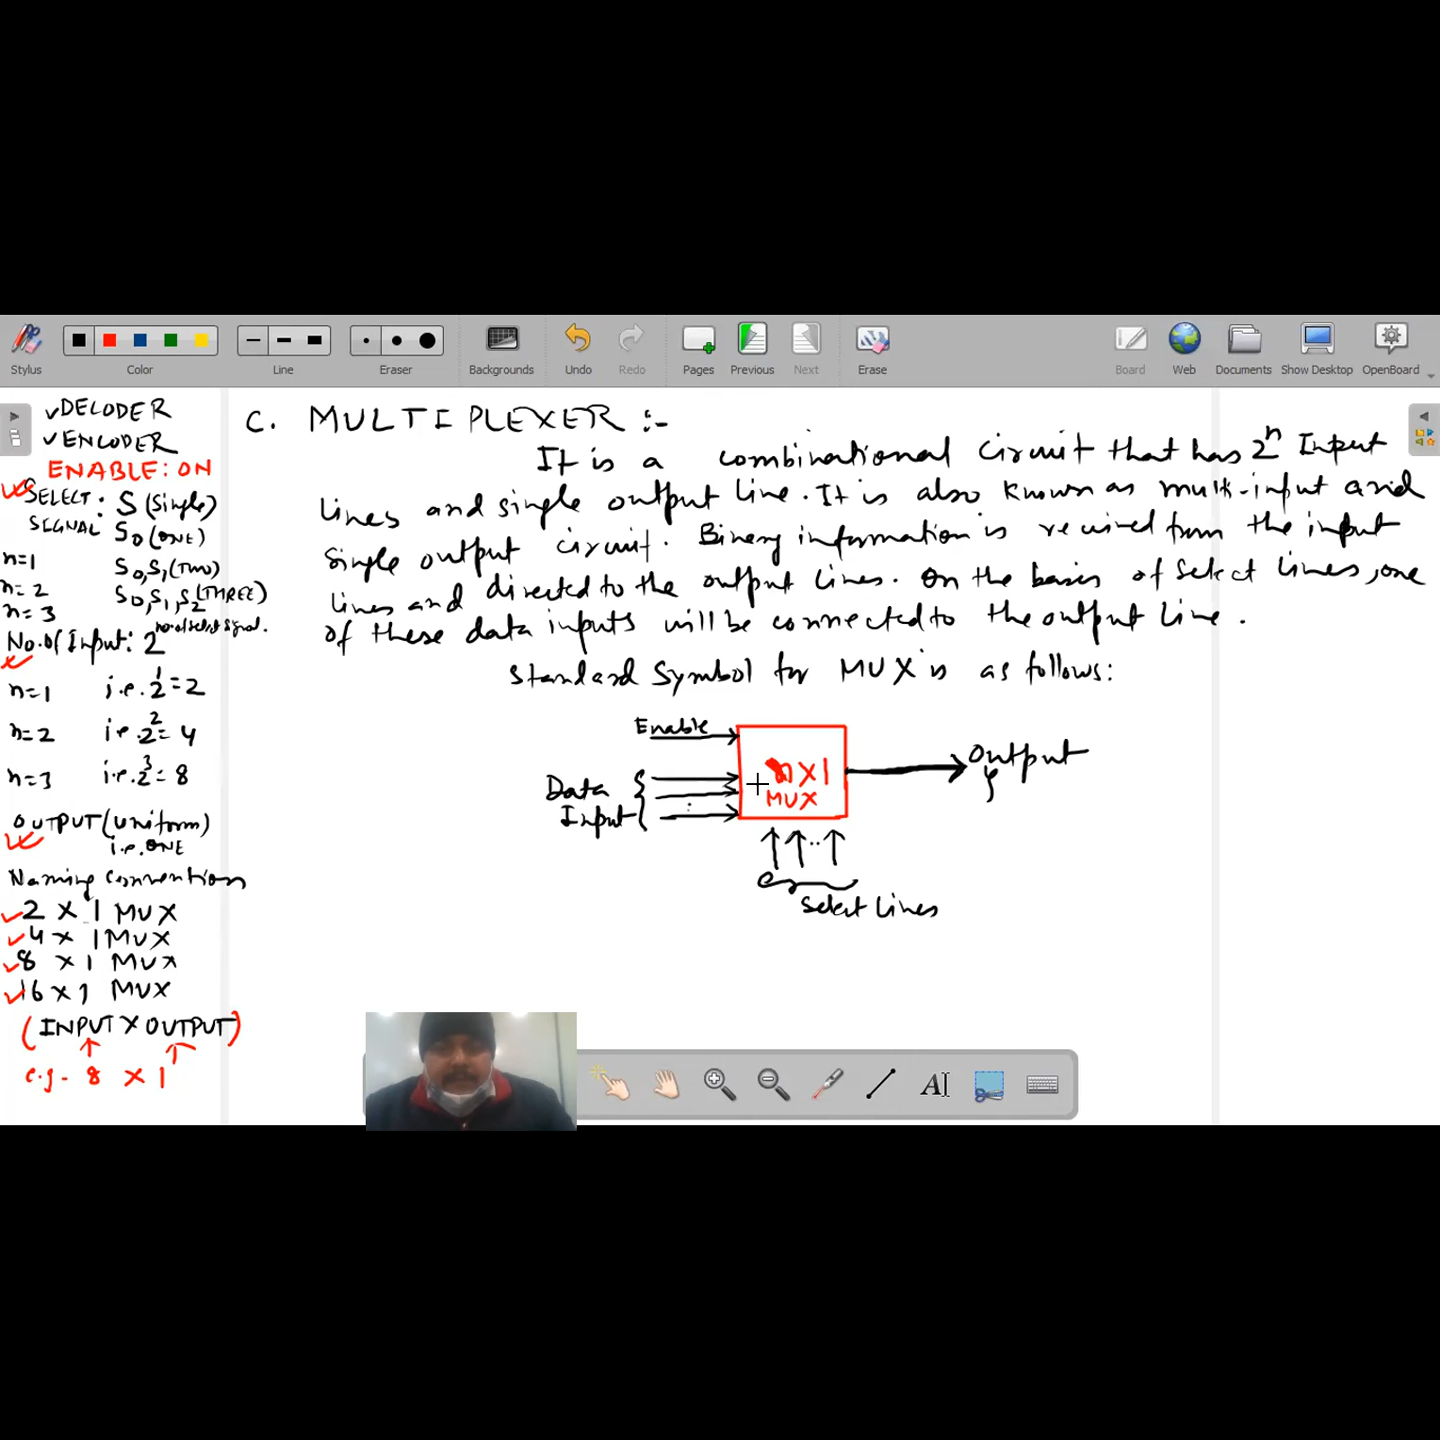 Stylus
Color
Line
Eraser
Backgrounds
Undo
Redo
Pages
Previous
Next
Erase
Board
Web
Documents
Show Desktop
OpenBoard
✓DECODER
✓ENCODER
ENABLE: ON
SELECT : S (Single)
SIGNAL S0 (ONE)
n=1
S0, S1 (TWO)
n=2
S0, S1, S2 (THREE)
n=3
no. of select signal.
No. of Input: 2
n=1 i.e. 2^1 = 2
n=2 i.e. 2^2 = 4
n=3 i.e. 2^3 = 8
OUTPUT (Uniform)
i.e. ONE
Naming Convention
✓2 X 1 MUX
✓4 X 1 MUX
✓8 X 1 MUX
✓16 X 1 MUX
(INPUT X OUTPUT)
e.g. 8 X 1
C. MULTIPLEXER :-
It is a combinational circuit that has 2^n Input
lines and single output line. It is also known as multi-input and
single output circuit. Binary information is received from the input
lines and directed to the output lines. On the basis of select lines, one
of these data inputs will be connected to the output line.
Standard Symbol for MUX is as follows:
Enable
Data
Input
n X 1
MUX
Output
Select Lines
AI